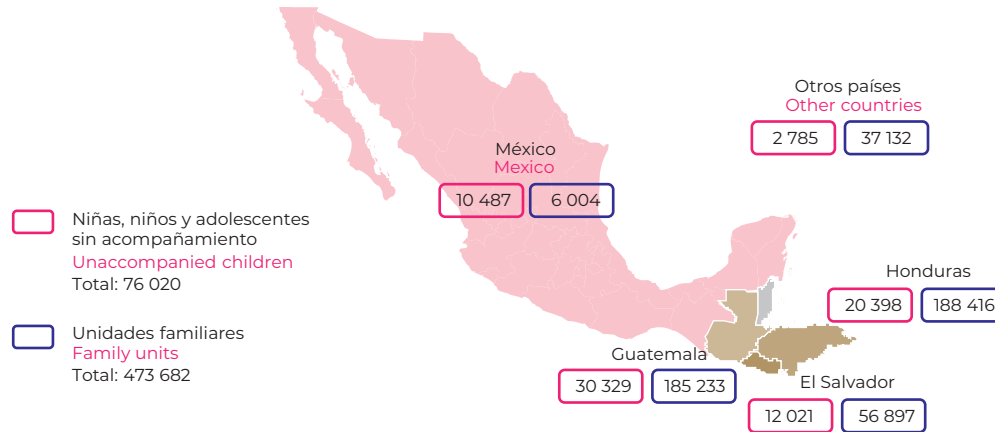 Otros países
Other countries
2 785
37 132
México
Mexico
10 487
6 004
Niñas, niños y adolescentes
sin acompañamiento
Unaccompanied children
Total: 76 020
Honduras
20 398
188 416
Unidades familiares
Family units
Total: 473 682
Guatemala
30 329
185 233
El Salvador
12 021
56 897